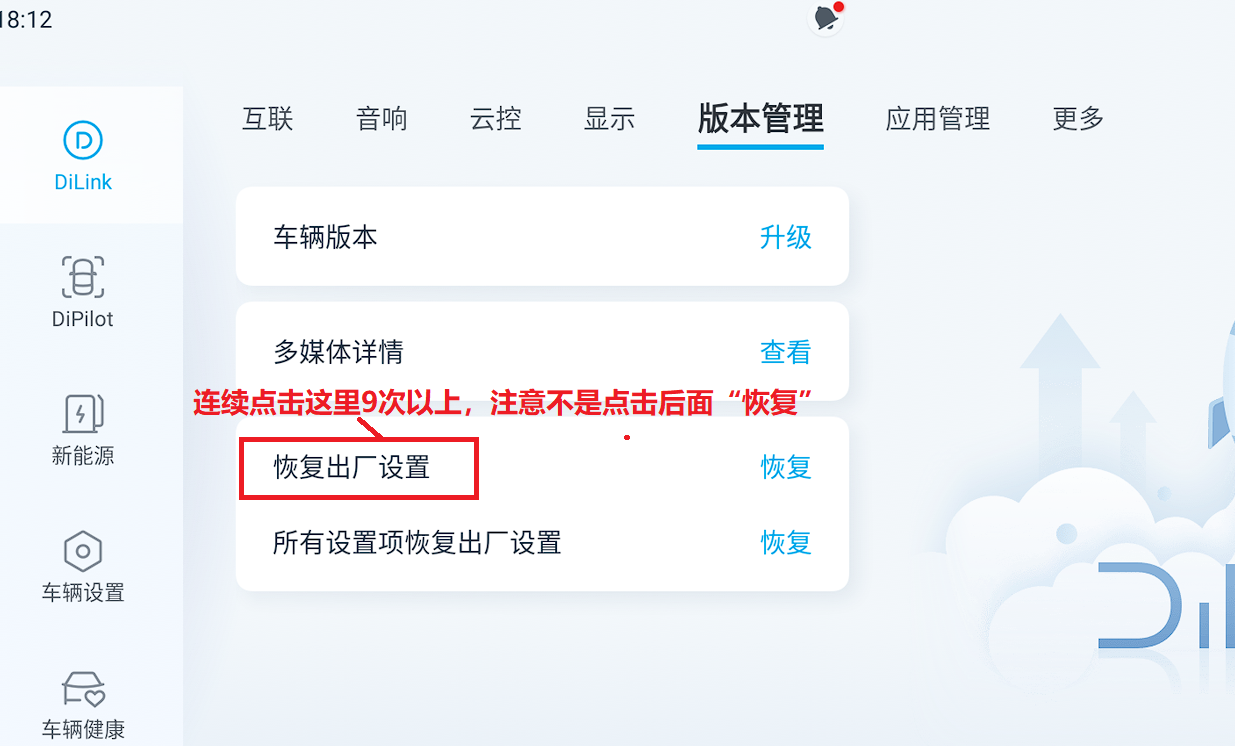 18:12
互联 音响 云控 显示 版本管理 应用管理 更多
DiLink
车辆版本 升级
DiPilot
多媒体详情 查看
连续点击这里9次以上，注意不是点击后面“恢复”
新能源
恢复出厂设置 恢复
所有设置项恢复出厂设置 恢复
车辆设置
车辆健康